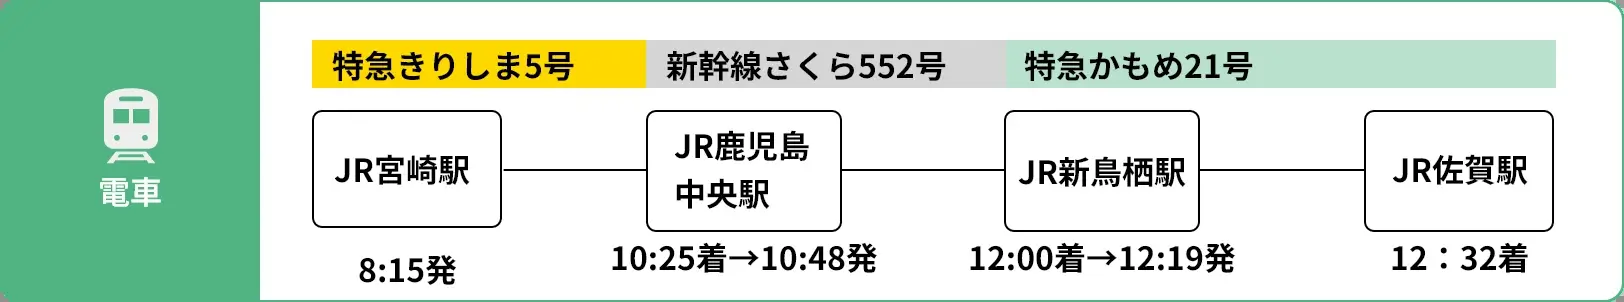 電車
特急きりしま5号
新幹線さくら552号
特急かもめ21号
JR宮崎駅
JR鹿児島
中央駅
JR新鳥栖駅
JR佐賀駅
8:15発
10:25着→10:48発
12:00着→12:19発
12：32着